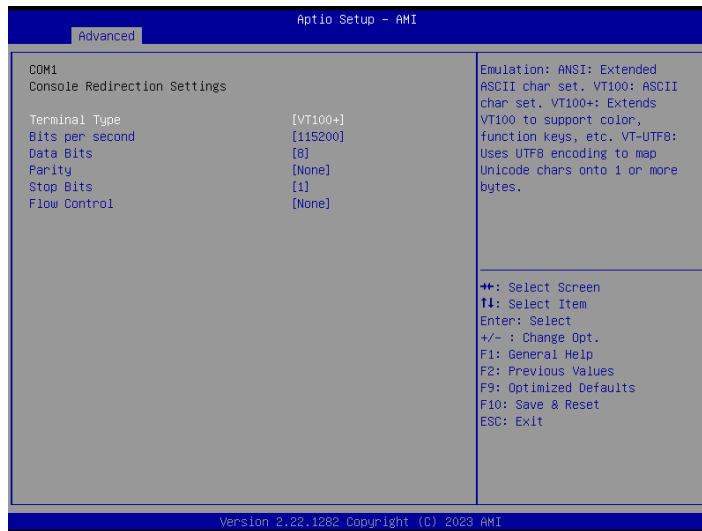 Aptio Setup – AMI
Advanced
COM1
Console Redirection Settings
Terminal Type [VT100+]
Bits per second [115200]
Data Bits [8]
Parity [None]
Stop Bits [1]
Flow Control [None]
Emulation: ANSI: Extended
ASCII char set. VT100: ASCII
char set. VT100+: Extends
VT100 to support color,
function keys, etc. VT-UTF8:
Uses UTF8 encoding to map
Unicode chars onto 1 or more
bytes.
→←: Select Screen
↑↓: Select Item
Enter: Select
+/- : Change Opt.
F1: General Help
F2: Previous Values
F9: Optimized Defaults
F10: Save & Reset
ESC: Exit
Version 2.22.1282 Copyright (C) 2023 AMI